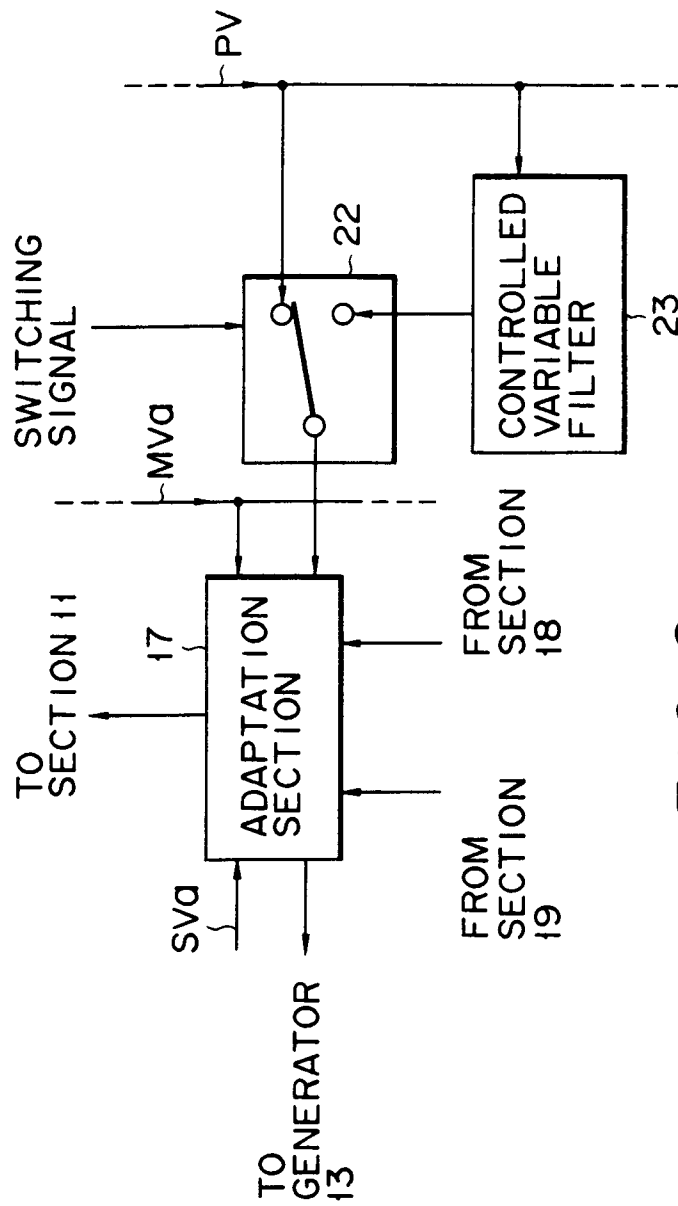 TO
SECTION 11
17
SVa
ADAPTATION
SECTION
TO
GENERATOR
13
FROM
SECTION
19
FROM
SECTION
18
MVa
SWITCHING
SIGNAL
22
PV
CONTROLLED
VARIABLE
FILTER
23